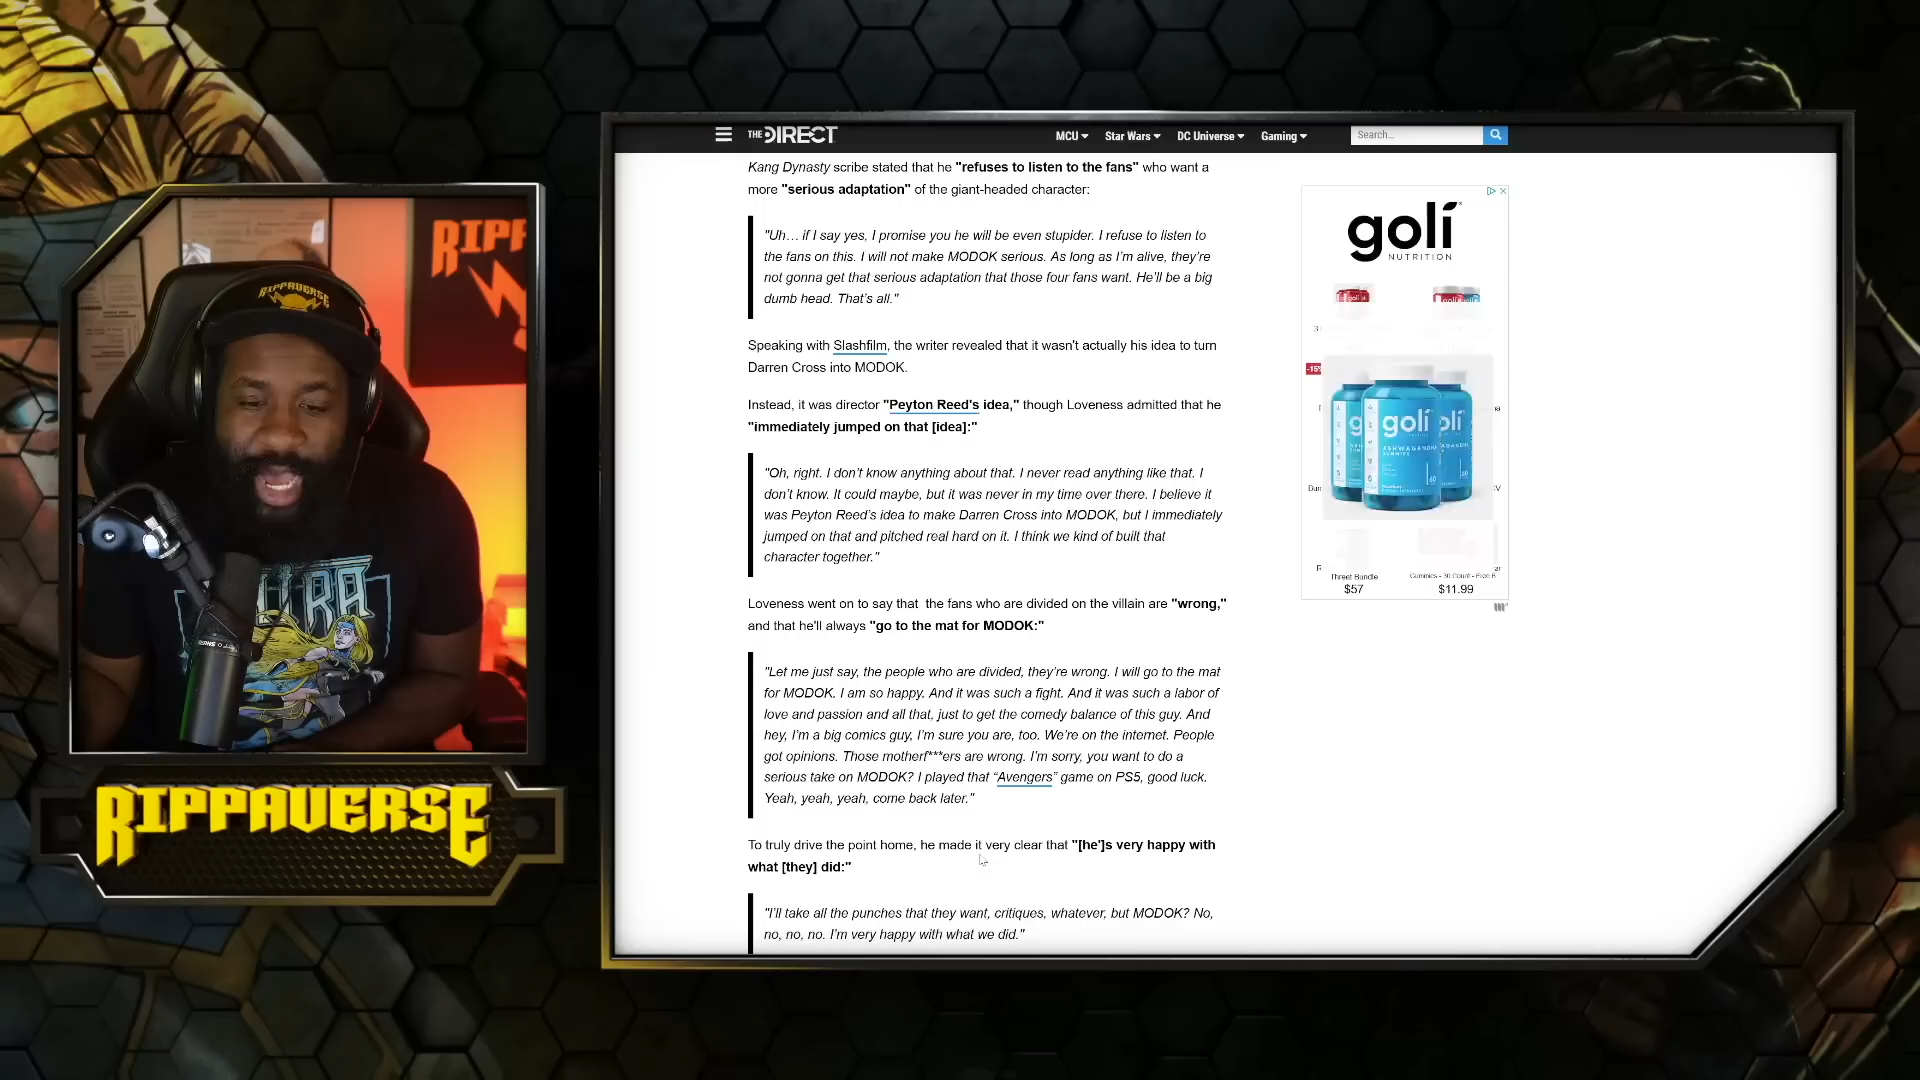 THE DIRECT
MCU
Star Wars
DC Universe
Gaming
Search...
Kang Dynasty scribe stated that he "refuses to listen to the fans" who want a
more "serious adaptation" of the giant-headed character:
"Uh… if I say yes, I promise you he will be even stupider. I refuse to listen to
the fans on this. I will not make MODOK serious. As long as I'm alive, they're
not gonna get that serious adaptation that those four fans want. He'll be a big
dumb head. That's all."
Speaking with Slashfilm, the writer revealed that it wasn't actually his idea to turn
Darren Cross into MODOK.
Instead, it was director "Peyton Reed's idea," though Loveness admitted that he
"immediately jumped on that [idea]:"
"Oh, right. I don't know anything about that. I never read anything like that. I
don't know. It could maybe, but it was never in my time over there. I believe it
was Peyton Reed's idea to make Darren Cross into MODOK, but I immediately
jumped on that and pitched real hard on it. I think we kind of built that
character together."
Loveness went on to say that the fans who are divided on the villain are "wrong,"
and that he'll always "go to the mat for MODOK:"
"Let me just say, the people who are divided, they're wrong. I will go to the mat
for MODOK. I am so happy. And it was such a fight. And it was such a labor of
love and passion and all that, just to get the comedy balance of this guy. And
hey, I'm a big comics guy, I'm sure you are, too. We're on the internet. People
got opinions. Those motherf***ers are wrong. I'm sorry, you want to do a
serious take on MODOK? I played that “Avengers” game on PS5, good luck.
Yeah, yeah, yeah, come back later."
To truly drive the point home, he made it very clear that "[he']s very happy with
what [they] did:"
"I'll take all the punches that they want, critiques, whatever, but MODOK? No,
no, no, no. I'm very happy with what we did."
goli
NUTRITION
-15%
goli
ASHWAGANDHA
GUMMIES
60
Three Bundle
$57
Gummies - 30 Count -
$11.99
RIPPAVERSE
RIPP
RIPPAVERSE